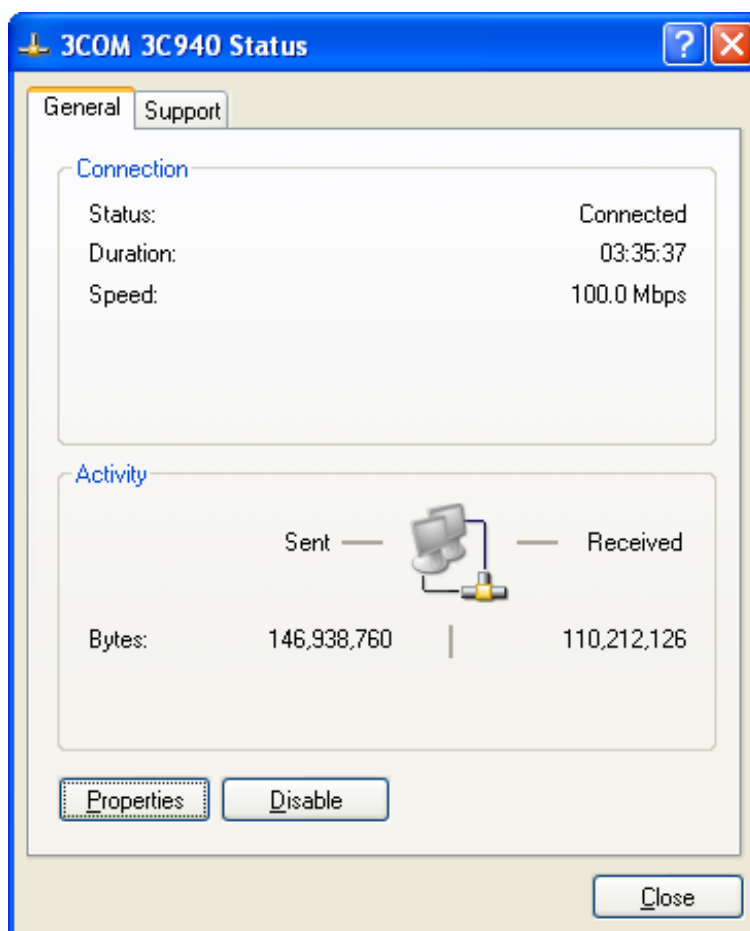 3COM 3C940 Status
General Support
Connection
Status: Connected
Duration: 03:35:37
Speed: 100.0 Mbps
Activity
Sent Received
Bytes: 146,938,760 110,212,126
Properties Disable
Close